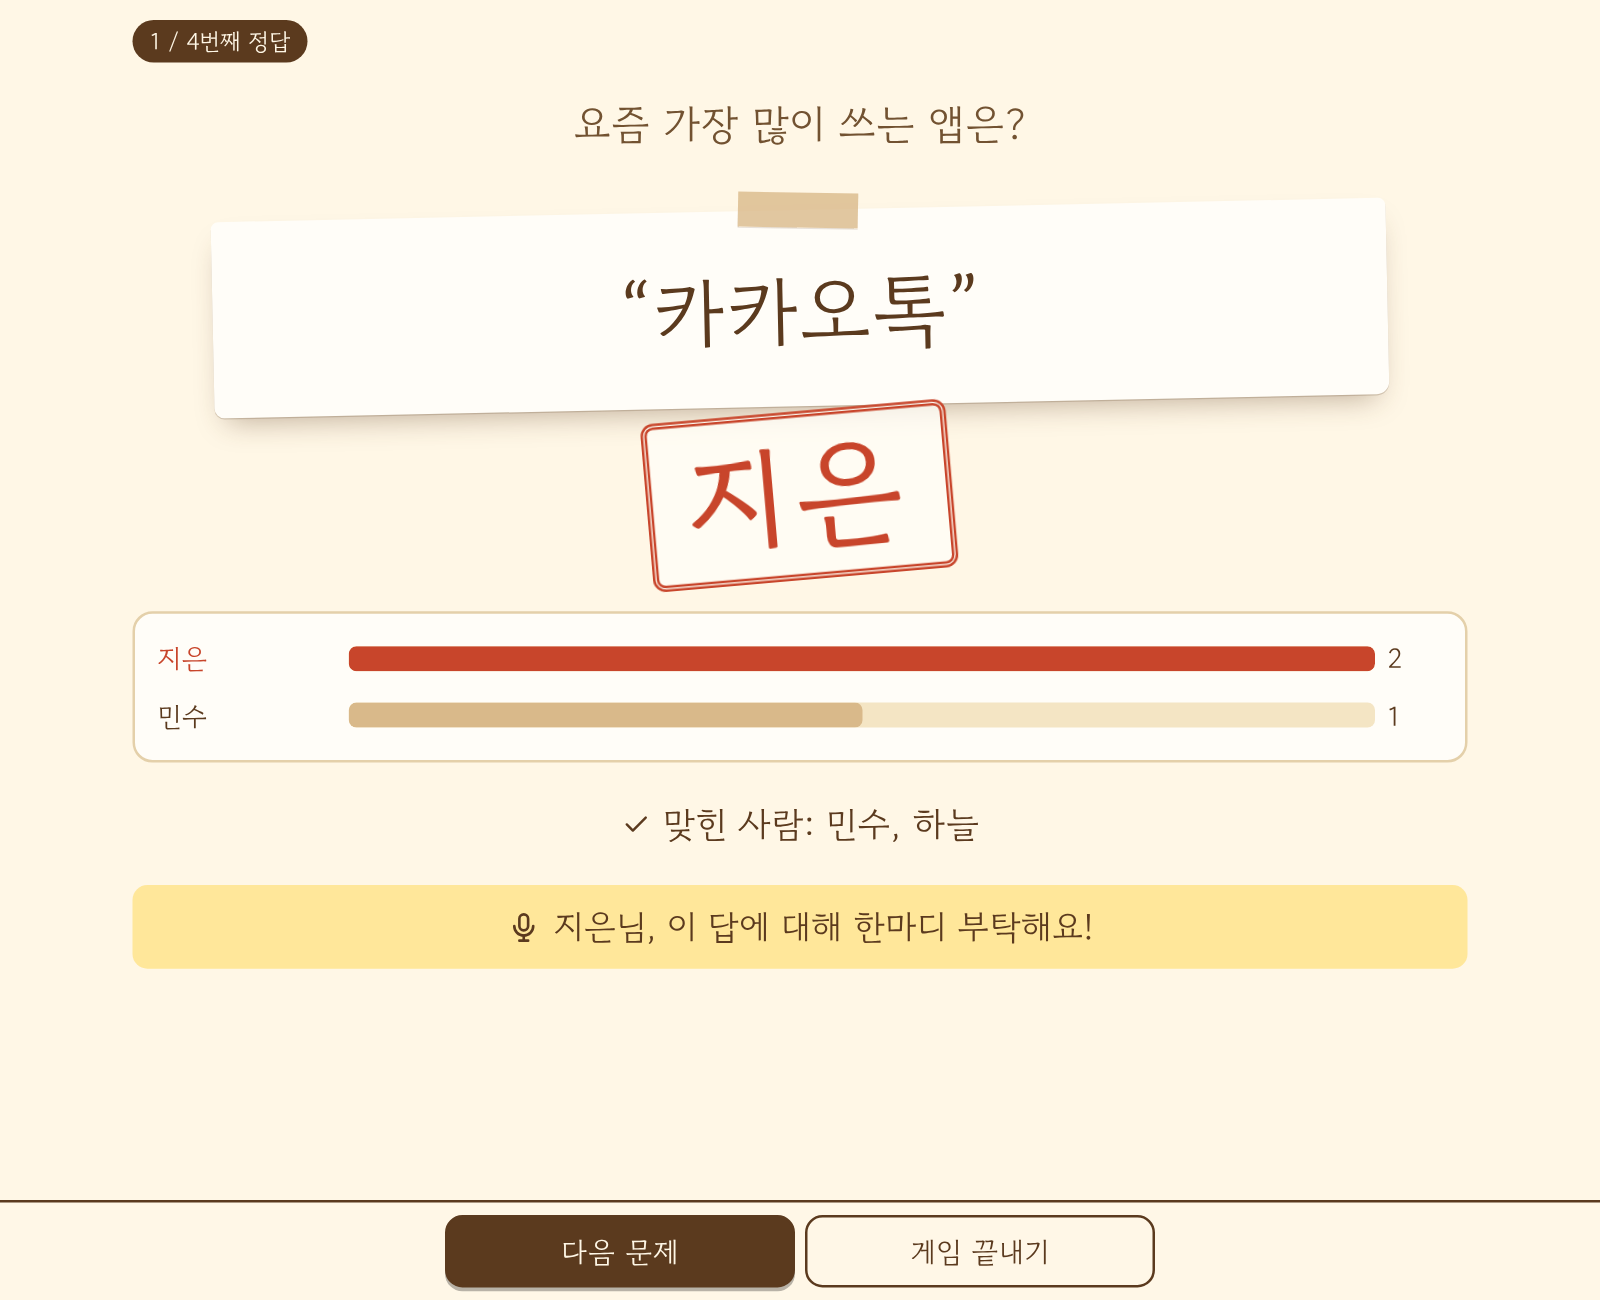 1 / 4번째 정답
요즘 가장 많이 쓰는 앱은?
“카카오톡”
지은
지은 2
민수 1
✓ 맞힌 사람: 민수, 하늘
지은님, 이 답에 대해 한마디 부탁해요!
다음 문제
게임 끝내기